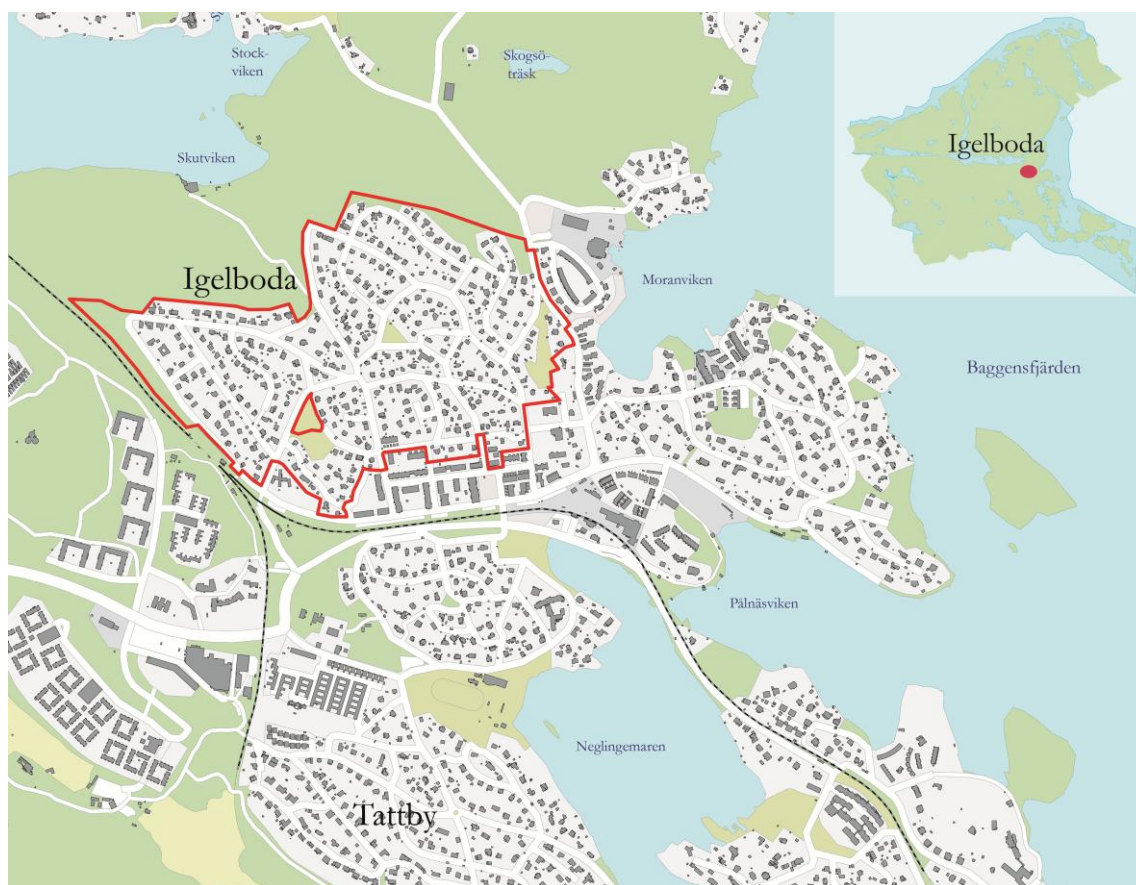 Stock-
viken
Skogsö-
träsk
Skutviken
Igelboda
Igelboda
Moranviken
Baggensfjärden
Pålnäsviken
Neglingemaren
Tattby